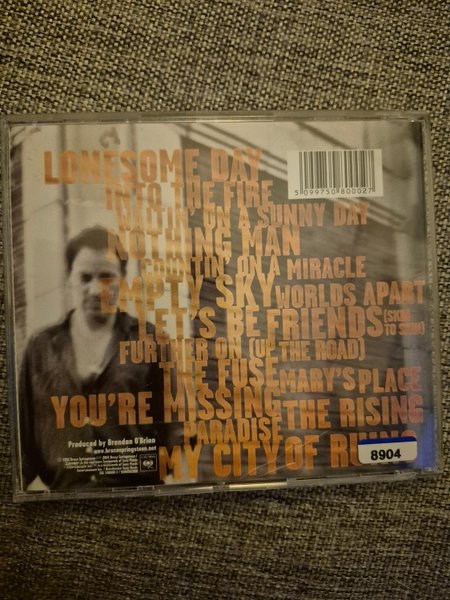 LONESOME DAY
INTO THE FIRE
WAITIN' ON A SUNNY DAY
NOTHING MAN
COUNTIN' ON A MIRACLE
EMPTY SKY WORLDS APART
LET'S BE FRIENDS (SKIN TO SKIN)
FURTHER ON (UP THE ROAD)
THE FUSE MARY'S PLACE
YOU'RE MISSING THE RISING
PARADISE
MY CITY OF RUINS
5 099750 800027
Produced by Brendan O'Brien
www.brucespringsteen.net
8904